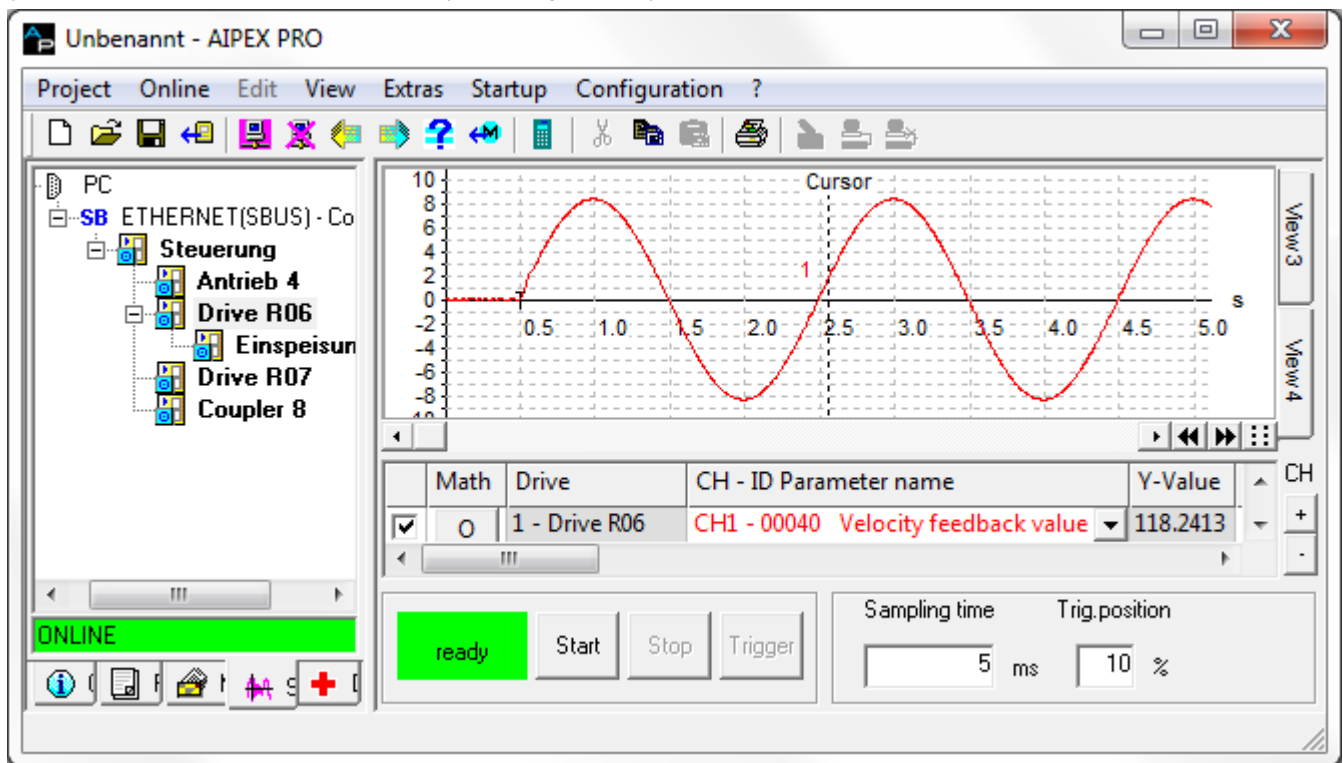 Unbenannt - AIPEX PRO
Project Online Edit View Extras Startup Configuration ?
PC
SB ETHERNET(SBUS) - Co
Steuerung
Antrieb 4
Drive R06
Einspeisun
Drive R07
Coupler 8
ONLINE
10
8
6
4
2
0
-2
-4
-6
-8
Cursor
1
s
0.5 1.0 1.5 2.0 2.5 3.0 3.5 4.0 4.5 5.0
View 3
View 4
Math Drive CH - ID Parameter name Y-Value CH
O 1 - Drive R06 CH1 - 00040 Velocity feedback value 118.2413 +
-
ready Start Stop Trigger
Sampling time Trig.position
5 ms 10 %